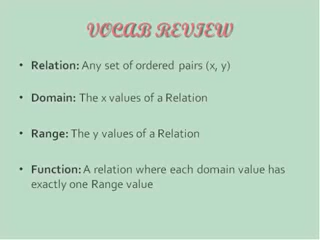 VOCAB REVIEW
• Relation: Any set of ordered pairs (x, y)
• Domain: The x values of a Relation
• Range: The y values of a Relation
• Function: A relation where each domain value has
exactly one Range value